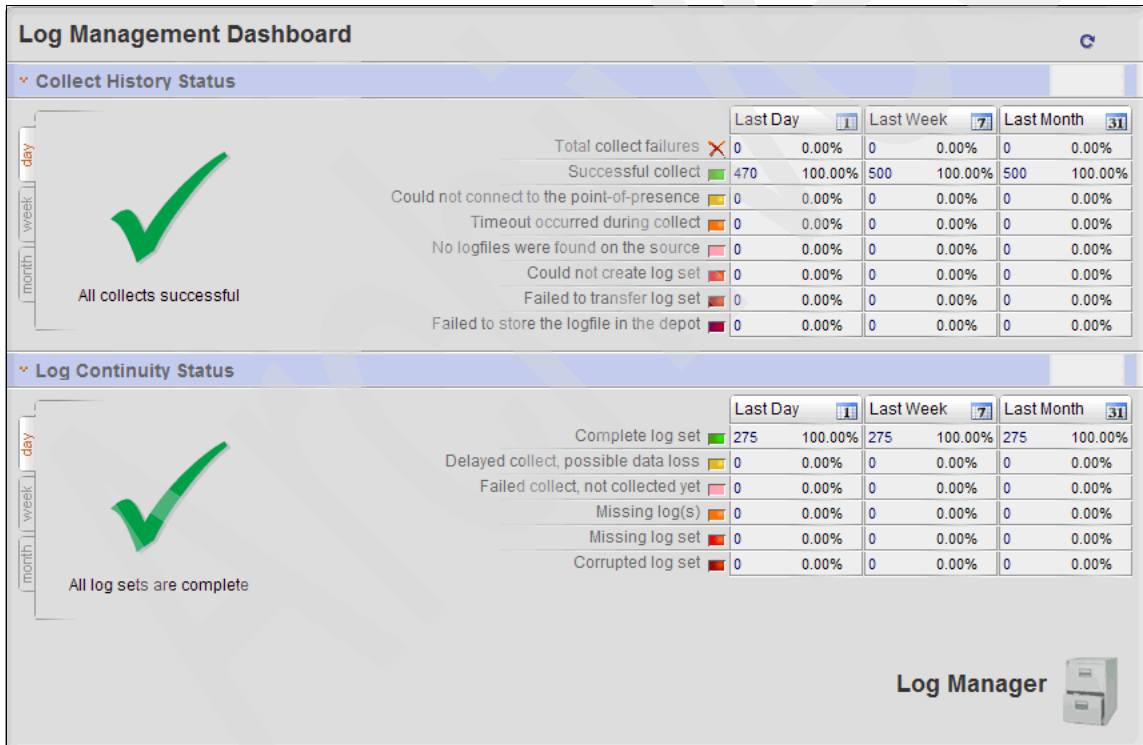 Log Management Dashboard
Collect History Status
Last Day 1 Last Week 7 Last Month 31
day
week
month
Total collect failures 0 0.00% 0 0.00% 0 0.00%
Successful collect 470 100.00% 500 100.00% 500 100.00%
Could not connect to the point-of-presence 0 0.00% 0 0.00% 0 0.00%
Timeout occurred during collect 0 0.00% 0 0.00% 0 0.00%
No logfiles were found on the source 0 0.00% 0 0.00% 0 0.00%
Could not create log set 0 0.00% 0 0.00% 0 0.00%
Failed to transfer log set 0 0.00% 0 0.00% 0 0.00%
Failed to store the logfile in the depot 0 0.00% 0 0.00% 0 0.00%
All collects successful
Log Continuity Status
Last Day 1 Last Week 7 Last Month 31
day
week
month
Complete log set 275 100.00% 275 100.00% 275 100.00%
Delayed collect, possible data loss 0 0.00% 0 0.00% 0 0.00%
Failed collect, not collected yet 0 0.00% 0 0.00% 0 0.00%
Missing log(s) 0 0.00% 0 0.00% 0 0.00%
Missing log set 0 0.00% 0 0.00% 0 0.00%
Corrupted log set 0 0.00% 0 0.00% 0 0.00%
All log sets are complete
Log Manager